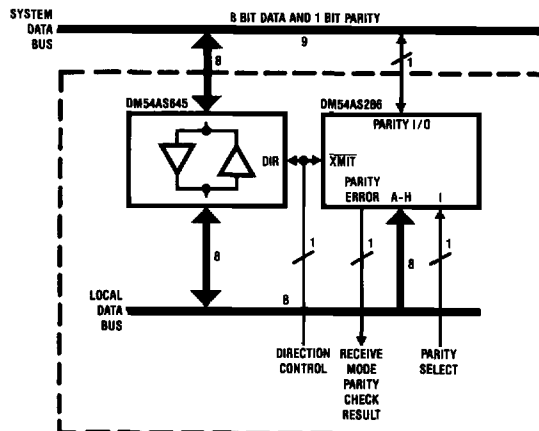 SYSTEM
DATA
BUS
8 BIT DATA AND 1 BIT PARITY
9
8
1
DM54AS645
DM54AS286
PARITY I/O
DIR
XMIT
PARITY
ERROR
A-H
I
8
1
1
8
1
LOCAL
DATA
BUS
8
DIRECTION
CONTROL
RECEIVE
MODE
PARITY
CHECK
RESULT
PARITY
SELECT